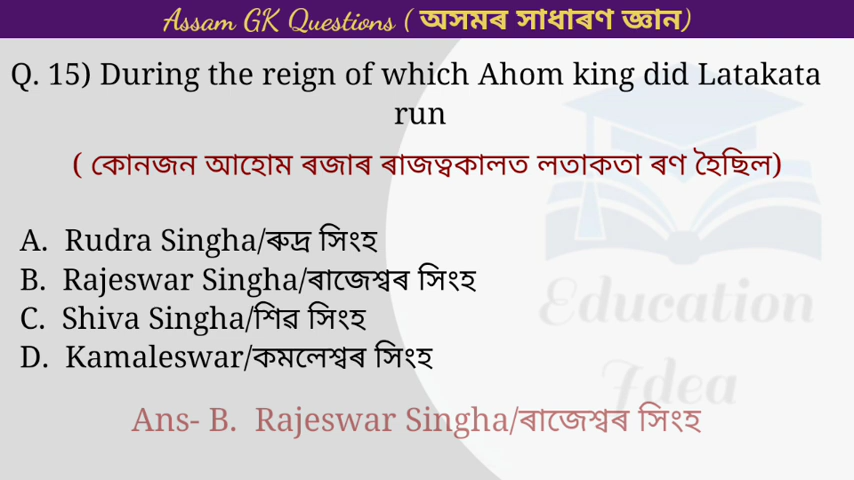 Assam GK Questions ( অসমৰ সাধাৰণ জ্ঞান)
Q. 15) During the reign of which Ahom king did Latakata
run
( কোনজন আহোম ৰজাৰ ৰাজত্বকালত লতাকতা ৰণ হৈছিল)
A. Rudra Singha/ৰুদ্ৰ সিংহ
B. Rajeswar Singha/ৰাজেশ্বৰ সিংহ
C. Shiva Singha/শিৱ সিংহ
D. Kamaleswar/কমলেশ্বৰ সিংহ
Education
Idea
Ans- B. Rajeswar Singha/ৰাজেশ্বৰ সিংহ